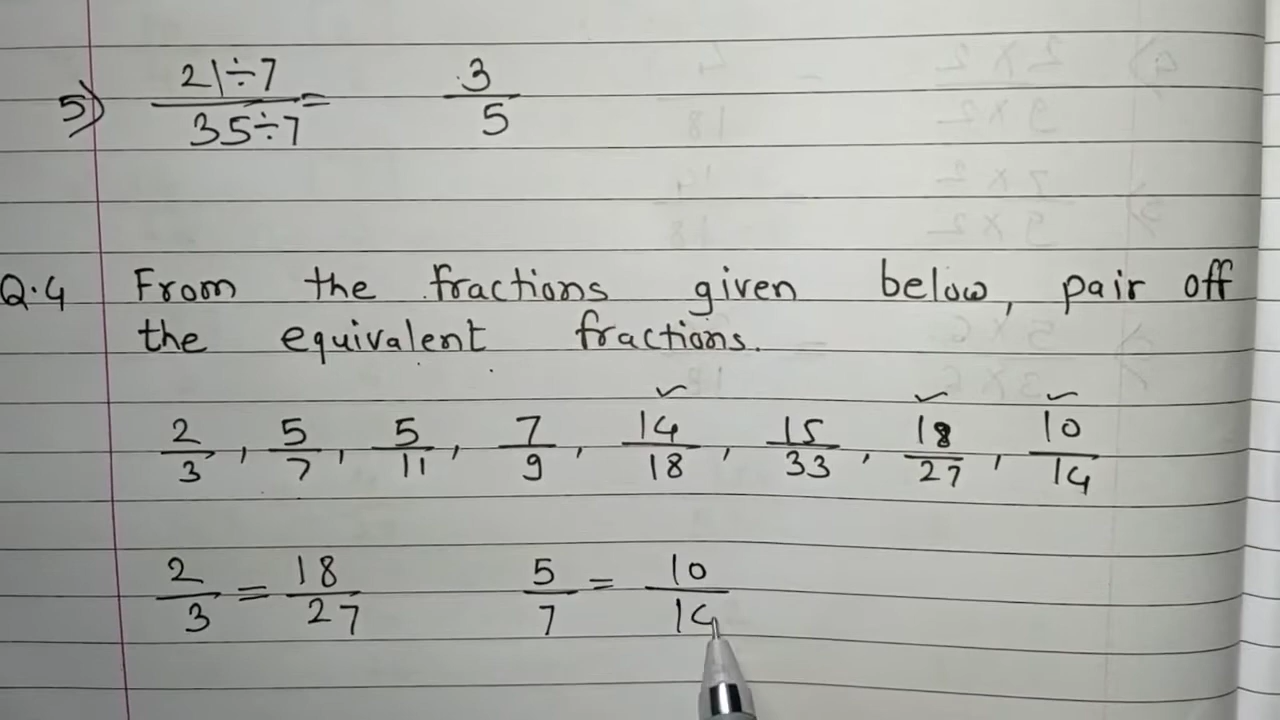 5) 21÷7/35÷7 = 3/5
Q.4 From the fractions given below, pair off
the equivalent fractions.
2/3, 5/7, 5/11, 7/9, 14/18, 15/33, 18/27, 10/14
2/3 = 18/27 5/7 = 10/14